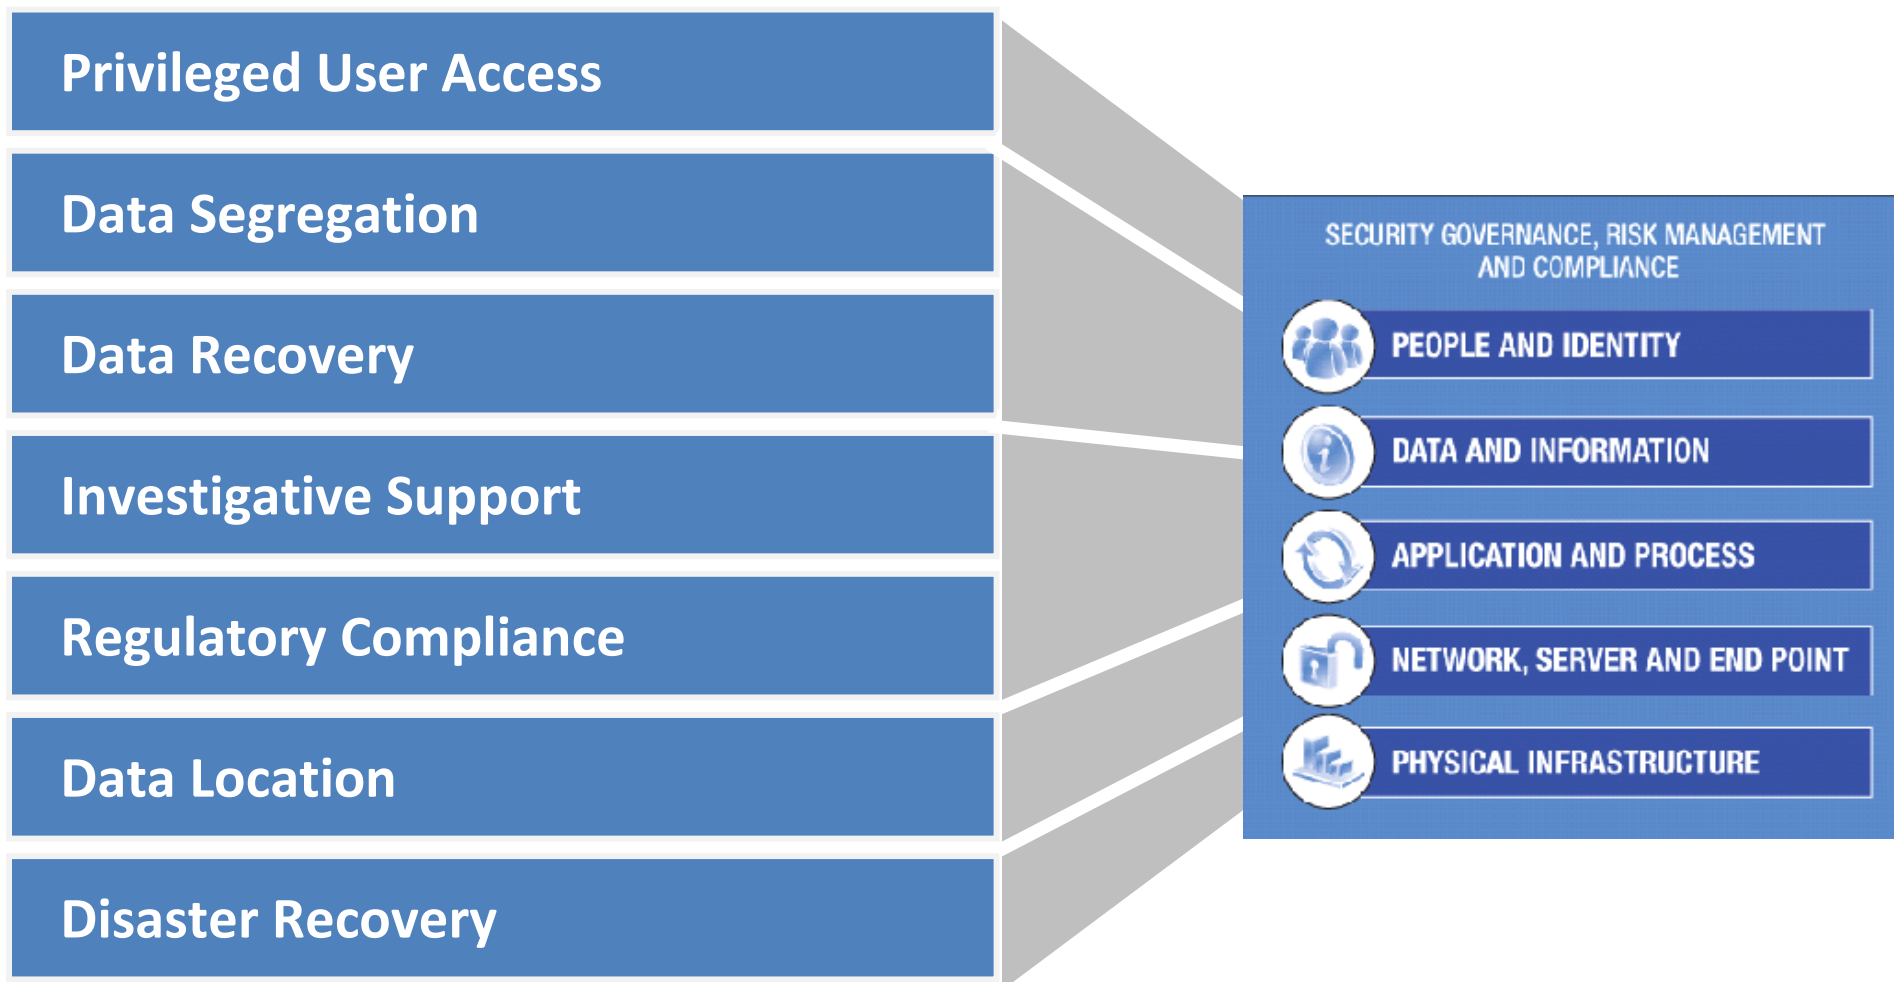 Privileged User Access
Data Segregation
Data Recovery
Investigative Support
Regulatory Compliance
Data Location
Disaster Recovery
SECURITY GOVERNANCE, RISK MANAGEMENT
AND COMPLIANCE
PEOPLE AND IDENTITY
DATA AND INFORMATION
APPLICATION AND PROCESS
NETWORK, SERVER AND END POINT
PHYSICAL INFRASTRUCTURE